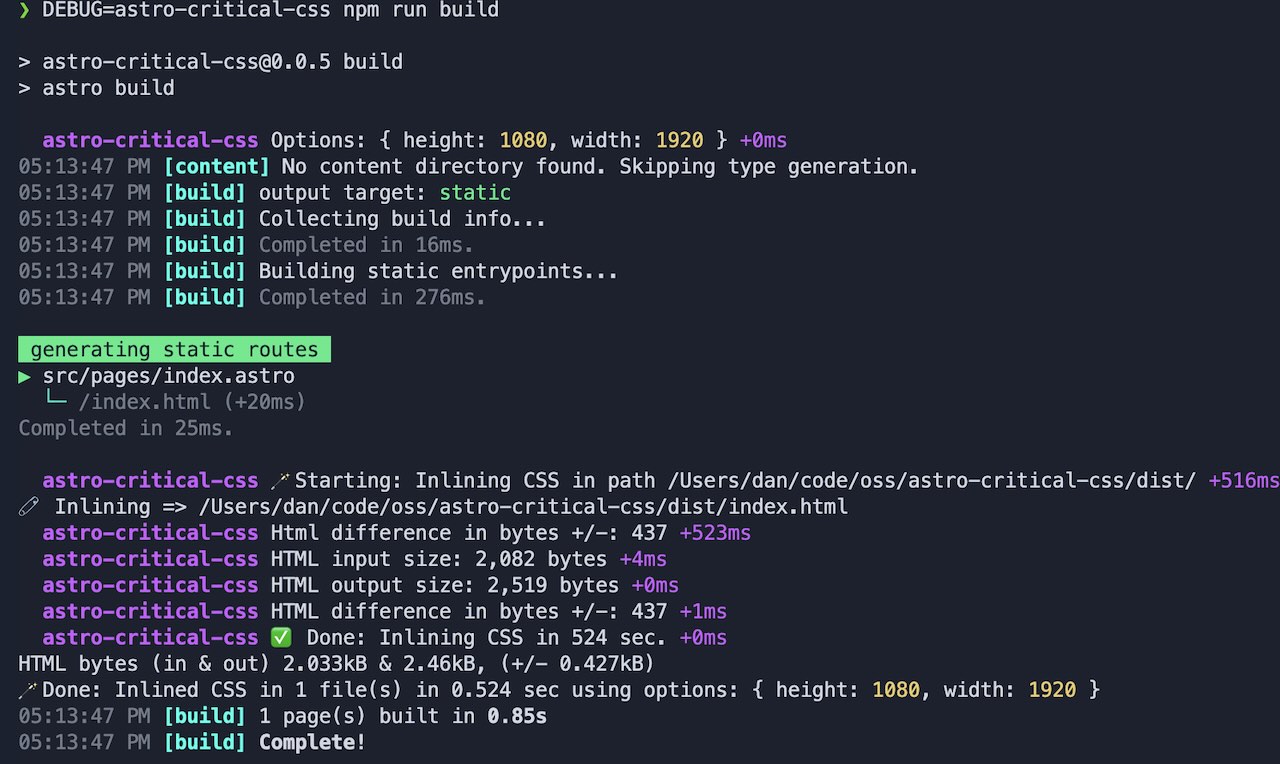 ❯ DEBUG=astro-critical-css npm run build
> astro-critical-css@0.0.5 build
> astro build
astro-critical-css Options: { height: 1080, width: 1920 } +0ms
05:13:47 PM [content] No content directory found. Skipping type generation.
05:13:47 PM [build] output target: static
05:13:47 PM [build] Collecting build info...
05:13:47 PM [build] Completed in 16ms.
05:13:47 PM [build] Building static entrypoints...
05:13:47 PM [build] Completed in 276ms.
generating static routes
▶ src/pages/index.astro
└─ /index.html (+20ms)
Completed in 25ms.
astro-critical-css 🪄Starting: Inlining CSS in path /Users/dan/code/oss/astro-critical-css/dist/ +516ms
🖍 Inlining => /Users/dan/code/oss/astro-critical-css/dist/index.html
astro-critical-css Html difference in bytes +/-: 437 +523ms
astro-critical-css HTML input size: 2,082 bytes +4ms
astro-critical-css HTML output size: 2,519 bytes +0ms
astro-critical-css HTML difference in bytes +/-: 437 +1ms
astro-critical-css ✅ Done: Inlining CSS in 524 sec. +0ms
HTML bytes (in & out) 2.033kB & 2.46kB, (+/- 0.427kB)
🪄Done: Inlined CSS in 1 file(s) in 0.524 sec using options: { height: 1080, width: 1920 }
05:13:47 PM [build] 1 page(s) built in 0.85s
05:13:47 PM [build] Complete!